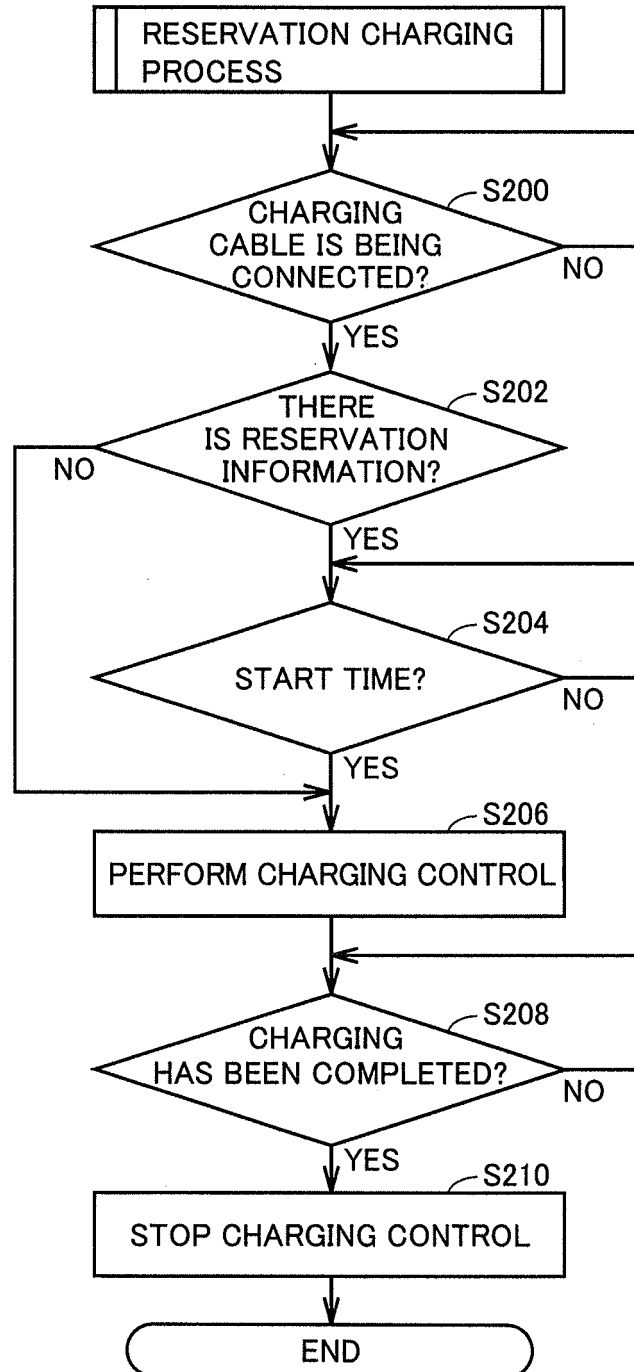 RESERVATION CHARGING
PROCESS
S200
CHARGING
CABLE IS BEING
CONNECTED?
NO
YES
S202
THERE
IS RESERVATION
INFORMATION?
NO
YES
S204
START TIME?
NO
YES
S206
PERFORM CHARGING CONTROL
S208
CHARGING
HAS BEEN COMPLETED?
NO
YES
S210
STOP CHARGING CONTROL
END